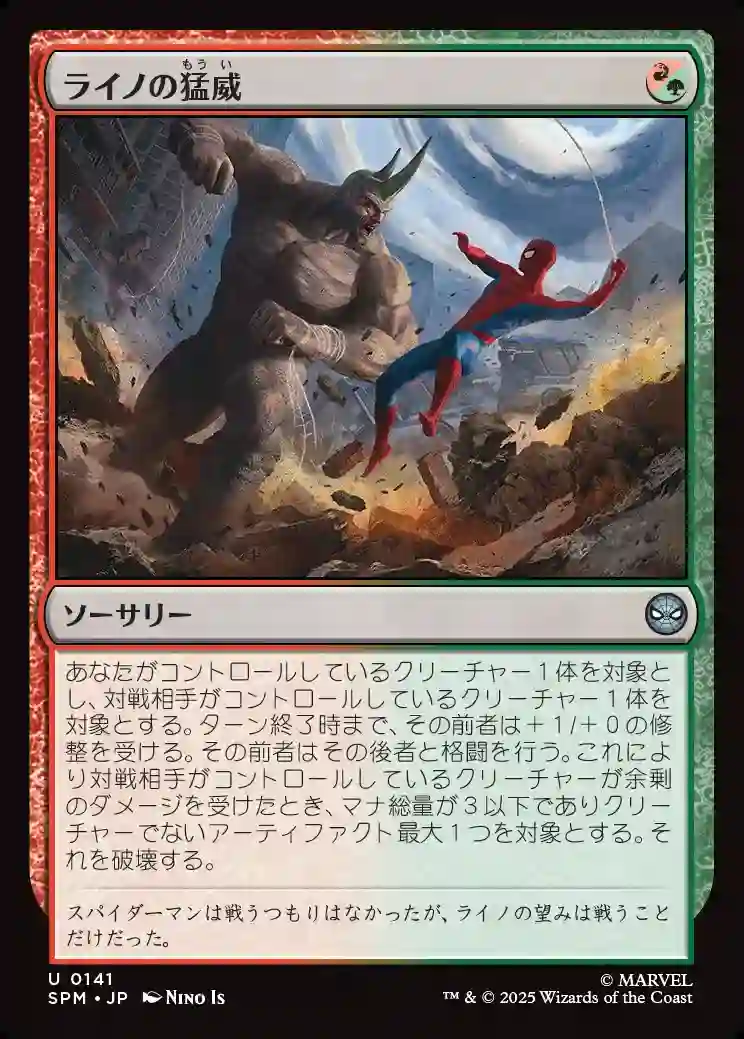 もう い
ライノの猛威
ソーサリー
あなたがコントロールしているクリーチャー１体を対象と
し、対戦相手がコントロールしているクリーチャー１体を
対象とする。ターン終了時まで、その前者は＋１/＋０の修
整を受ける。その前者はその後者と格闘を行う。これによ
り対戦相手がコントロールしているクリーチャーが余剰
のダメージを受けたとき、マナ総量が３以下でありクリー
チャーでないアーティファクト最大１つを対象とする。そ
れを破壊する。
スパイダーマンは戦うつもりはなかったが、ライノの望みは戦うこと
だけだった。
U 0141
SPM • JP Nino Is
© MARVEL
™ & © 2025 Wizards of the Coast